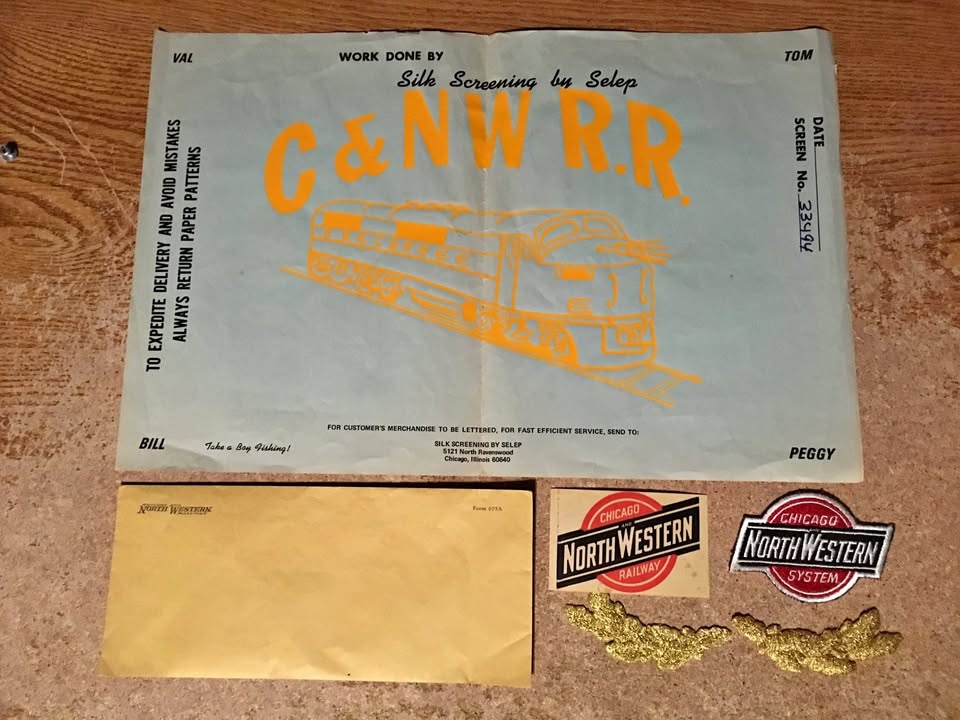 VAL
WORK DONE BY
TOM
Silk Screening by Selep
C & N W R.R.
DATE
SCREEN No. 33494
TO EXPEDITE DELIVERY AND AVOID MISTAKES
ALWAYS RETURN PAPER PATTERNS
FOR CUSTOMER'S MERCHANDISE TO BE LETTERED, FOR FAST EFFICIENT SERVICE, SEND TO:
BILL
Take a Boy Fishing!
SILK SCREENING BY SELEP
5121 North Ravenswood
Chicago, Illinois 60640
PEGGY
NORTH WESTERN
Form
CHICAGO
AND
NORTH WESTERN
RAILWAY
CHICAGO
NORTH WESTERN
SYSTEM